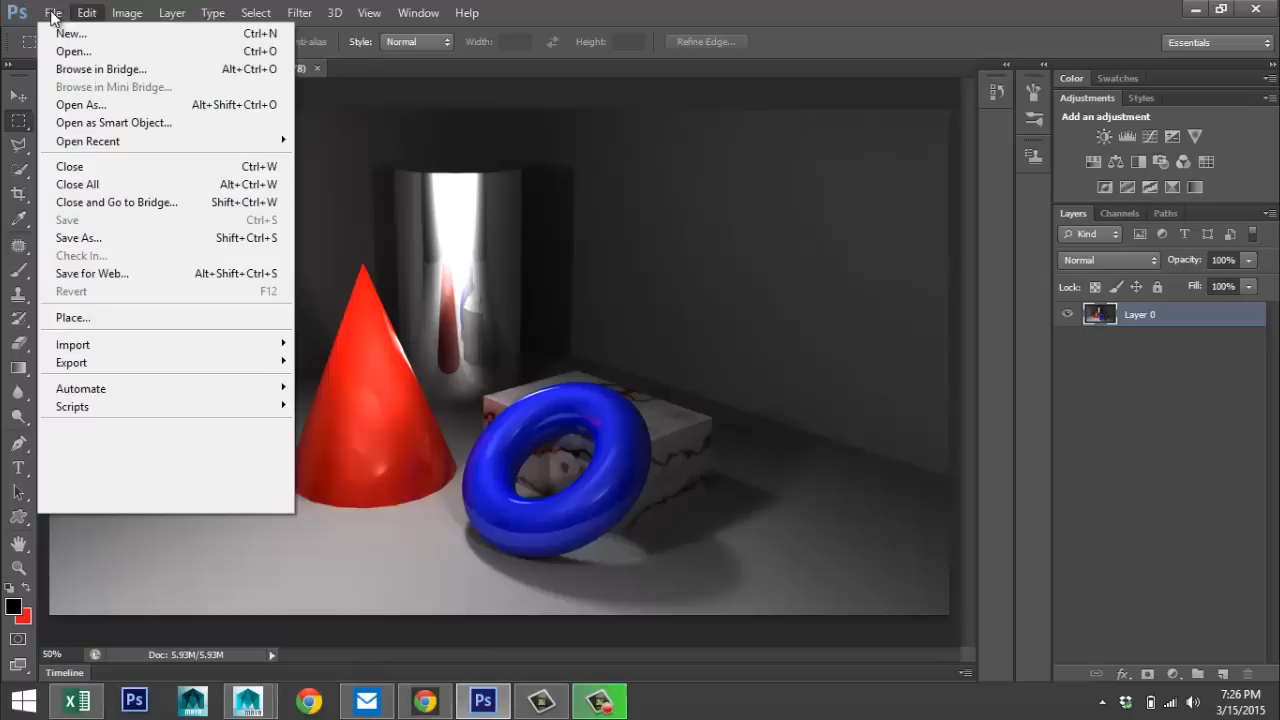 Ps File Edit Image Layer Type Select Filter 3D View Window Help
nti-alias Style: Normal Width: Height: Refine Edge... Essentials
8)
New... Ctrl+N
Open... Ctrl+O
Browse in Bridge... Alt+Ctrl+O
Browse in Mini Bridge...
Open As... Alt+Shift+Ctrl+O
Open as Smart Object...
Open Recent
Close Ctrl+W
Close All Alt+Ctrl+W
Close and Go to Bridge... Shift+Ctrl+W
Save Ctrl+S
Save As... Shift+Ctrl+S
Check In...
Save for Web... Alt+Shift+Ctrl+S
Revert F12
Place...
Import
Export
Automate
Scripts
Color Swatches
Adjustments Styles
Add an adjustment
Layers Channels Paths
Kind
Normal Opacity: 100%
Lock: Fill: 100%
Layer 0
50% Doc: 5.93M/5.93M
Timeline
7:26 PM
3/15/2015